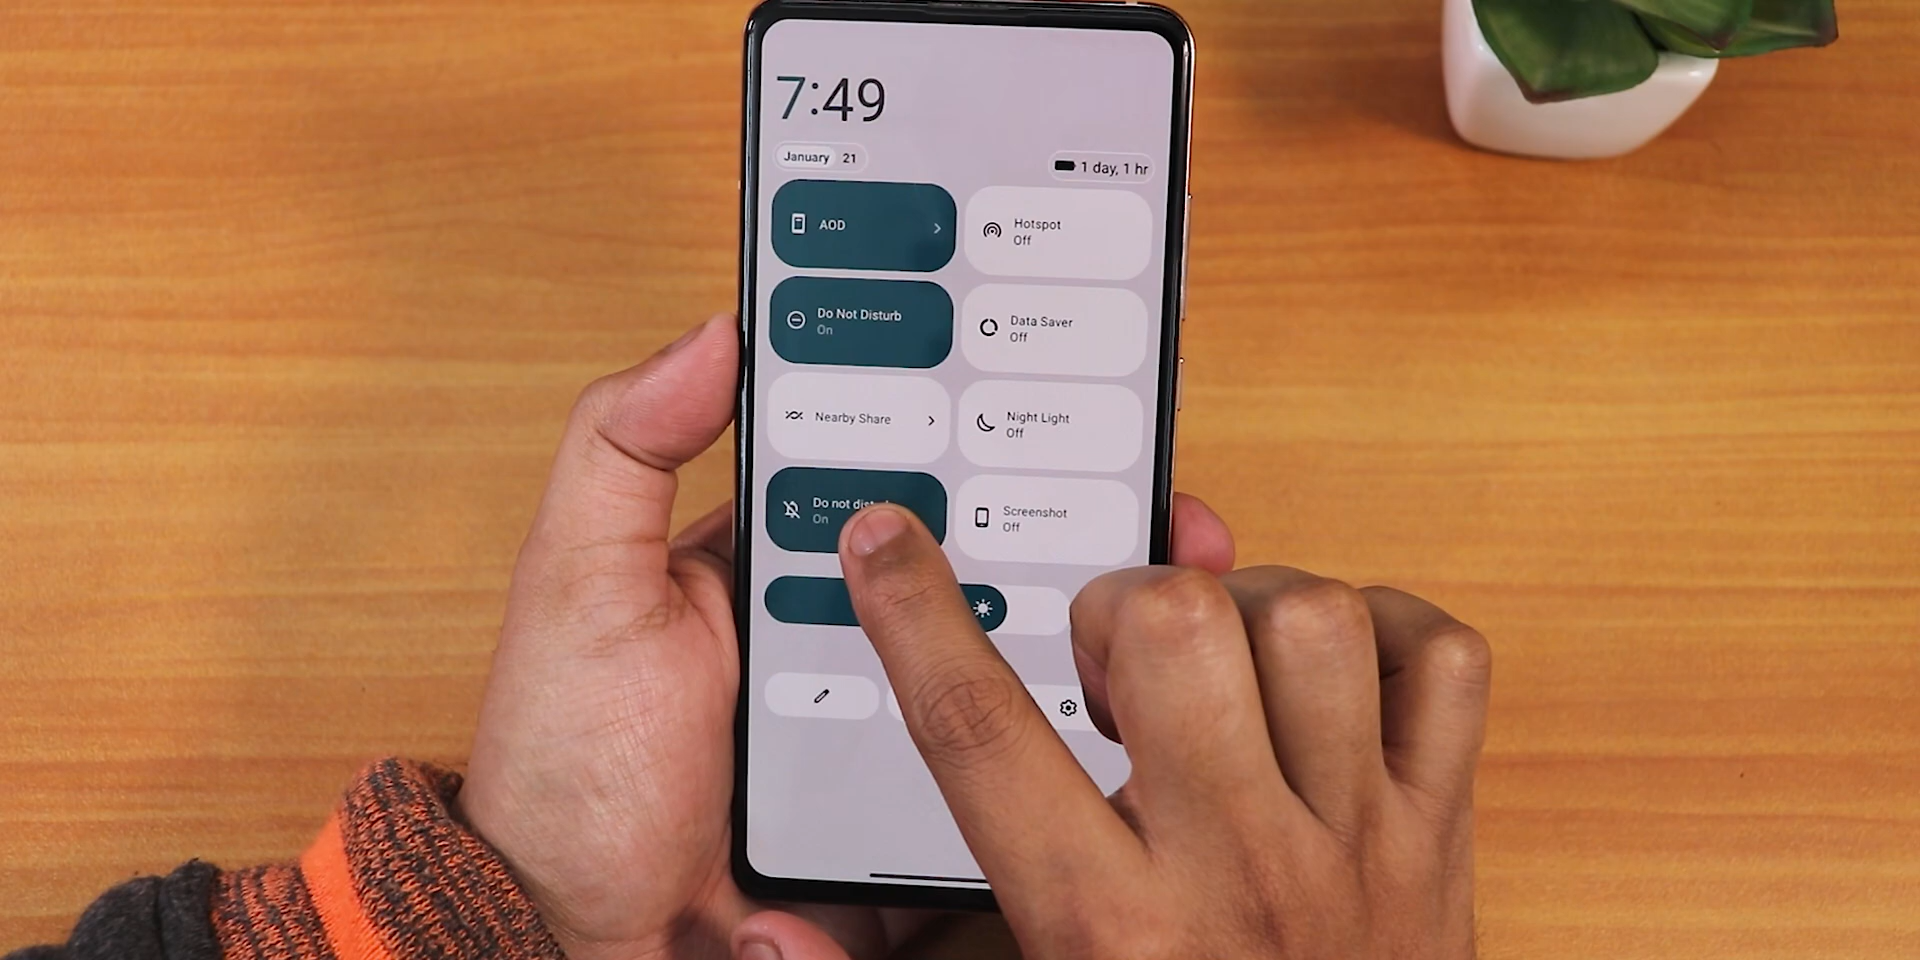 7:49
January 21
1 day, 1 hr
AOD
Hotspot
Off
Do Not Disturb
On
Data Saver
Off
Nearby Share
Night Light
Off
Do not
On
Screenshot
Off